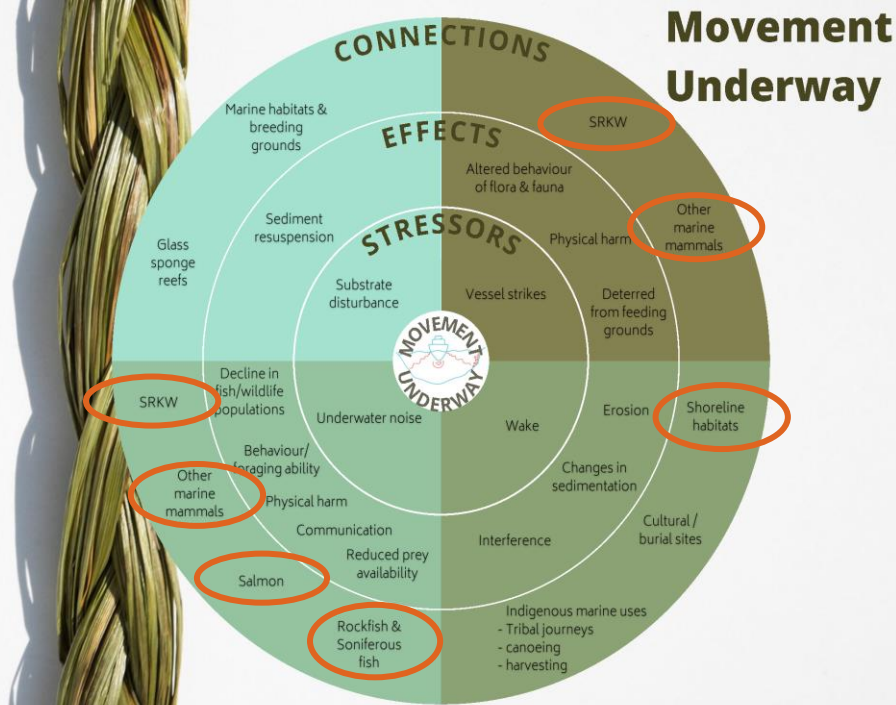 Movement
Underway
CONNECTIONS
EFFECTS
STRESSORS
MOVEMENT
UNDERWAY
Marine habitats &
breeding
grounds
Glass
sponge
reefs
Sediment
resuspension
Substrate
disturbance
SRKW
Other
marine
mammals
Altered behaviour
of flora & fauna
Physical harm
Deterred
from feeding
grounds
Vessel strikes
SRKW
Other
marine
mammals
Salmon
Rockfish &
Soniferous
fish
Decline in
fish/wildlife
populations
Behaviour/
foraging ability
Physical harm
Communication
Reduced prey
availability
Underwater noise
Wake
Erosion
Changes in
sedimentation
Interference
Shoreline
habitats
Cultural /
burial sites
Indigenous marine uses
- Tribal journeys
- canoeing
- harvesting